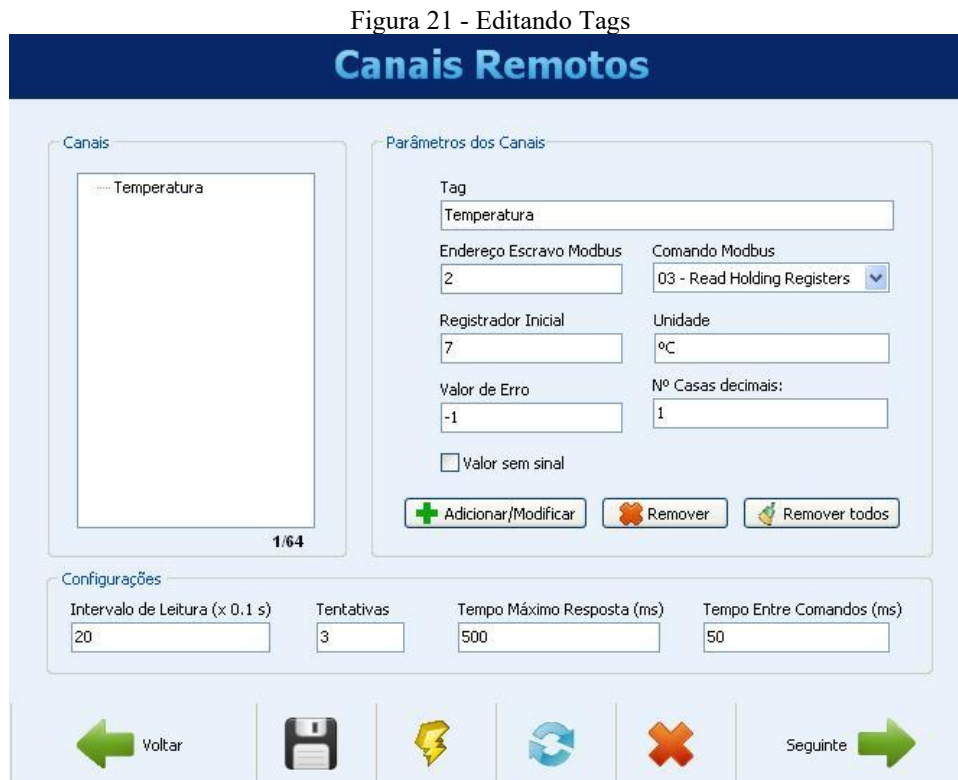 Figura 21 - Editando Tags
Canais Remotos
Canais
Temperatura
1/64
Parâmetros dos Canais
Tag
Temperatura
Endereço Escravo Modbus
2
Comando Modbus
03 - Read Holding Registers
Registrador Inicial
7
Unidade
ºC
Valor de Erro
-1
Nº Casas decimais:
1
Valor sem sinal
Adicionar/Modificar
Remover
Remover todos
Configurações
Intervalo de Leitura (x 0.1 s)
20
Tentativas
3
Tempo Máximo Resposta (ms)
500
Tempo Entre Comandos (ms)
50
Voltar
Seguinte